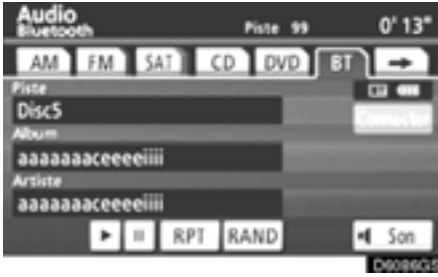 Audio
Bluetooth Piste 99 0'13"
AM FM SAT CD DVD BT
Piste
Disc5
Connecter
Album
aaaaaaaceeeeiiii
Artiste
aaaaaaaceeeeiiii
RPT RAND Son
D6086GS